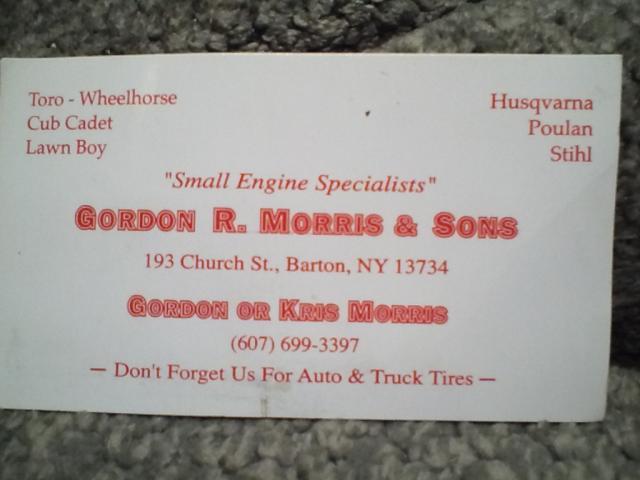 Toro - Wheelhorse
Cub Cadet
Lawn Boy
Husqvarna
Poulan
Stihl
"Small Engine Specialists"
GORDON R. MORRIS & SONS
193 Church St., Barton, NY 13734
GORDON OR KRIS MORRIS
(607) 699-3397
— Don't Forget Us For Auto & Truck Tires —